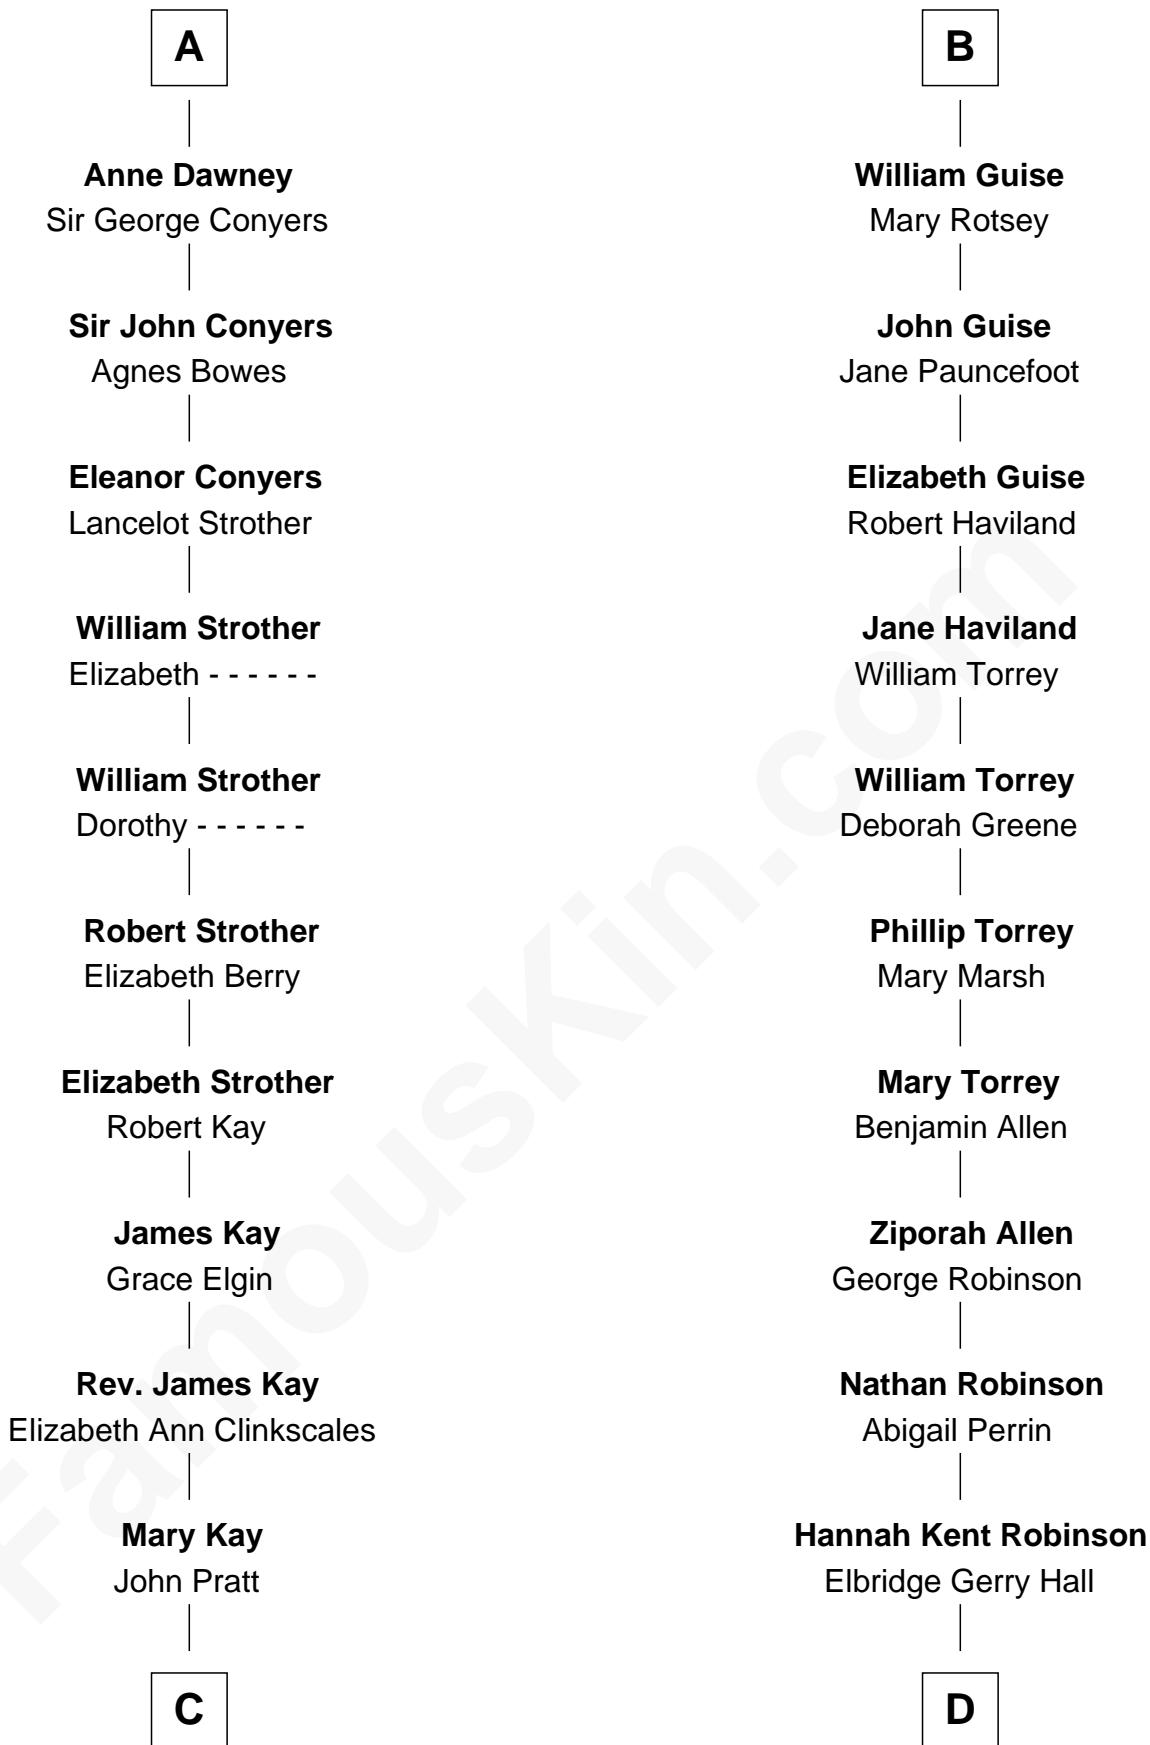 A
Anne Dawney
Sir George Conyers
Sir John Conyers
Agnes Bowes
Eleanor Conyers
Lancelot Strother
William Strother
Elizabeth - - - - - -
William Strother
Dorothy - - - - - -
Robert Strother
Elizabeth Berry
Elizabeth Strother
Robert Kay
James Kay
Grace Elgin
Rev. James Kay
Elizabeth Ann Clinkscales
Mary Kay
John Pratt
C
B
William Guise
Mary Rotsey
John Guise
Jane Pauncefoot
Elizabeth Guise
Robert Haviland
Jane Haviland
William Torrey
William Torrey
Deborah Greene
Phillip Torrey
Mary Marsh
Mary Torrey
Benjamin Allen
Ziporah Allen
George Robinson
Nathan Robinson
Abigail Perrin
Hannah Kent Robinson
Elbridge Gerry Hall
D
FamousKin.com